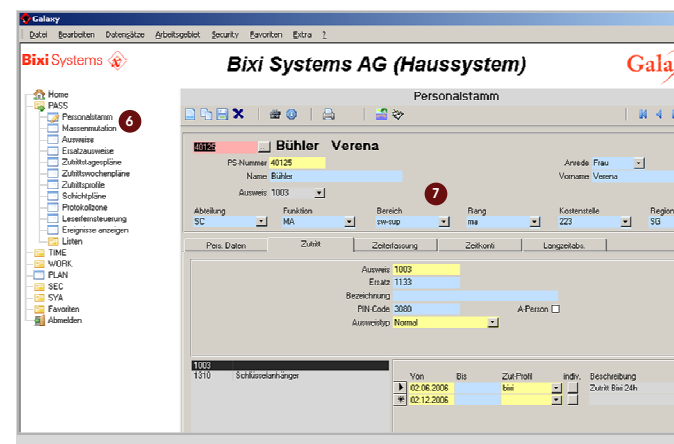 Galaxy
Datei Bearbeiten Datensätze Arbeitsgebiet Security Favoriten Extra ?
Bixi Systems
Bixi Systems AG (Haussystem)
Gala
Home
PASS
Personalstamm
Massenmutation
Ausweise
Ersatzausweise
Zutrittstagespläne
Zutrittswochenpläne
Zutrittsprofile
Schichtpläne
Protokollzone
Leserfernsteuerung
Ereignisse anzeigen
Listen
TIME
WORK
PLAN
SEC
SYA
Favoriten
Abmelden
6
Personalstamm
40125 ... Bühler Verena
PS-Nummer 40125
Anrede Frau
Name Bühler
Vorname Verena
Ausweis 1003
7
Abteilung Funktion Bereich Rang Kostenstelle Region
SC MA sw-sup ma 223 SG
Pers. Daten Zutritt Zeiterfassung Zeitkonti Langzeitabs.
Ausweis 1003
Ersatz 1133
Bezeichnung
PIN-Code 3080 A-Person
Ausweistyp Normal
1003
1310 Schlüsselanhänger
Von Bis Zut-Profil indiv. Beschreibung
02.06.2006 bixi Zutritt Bixi 24h
02.12.2006